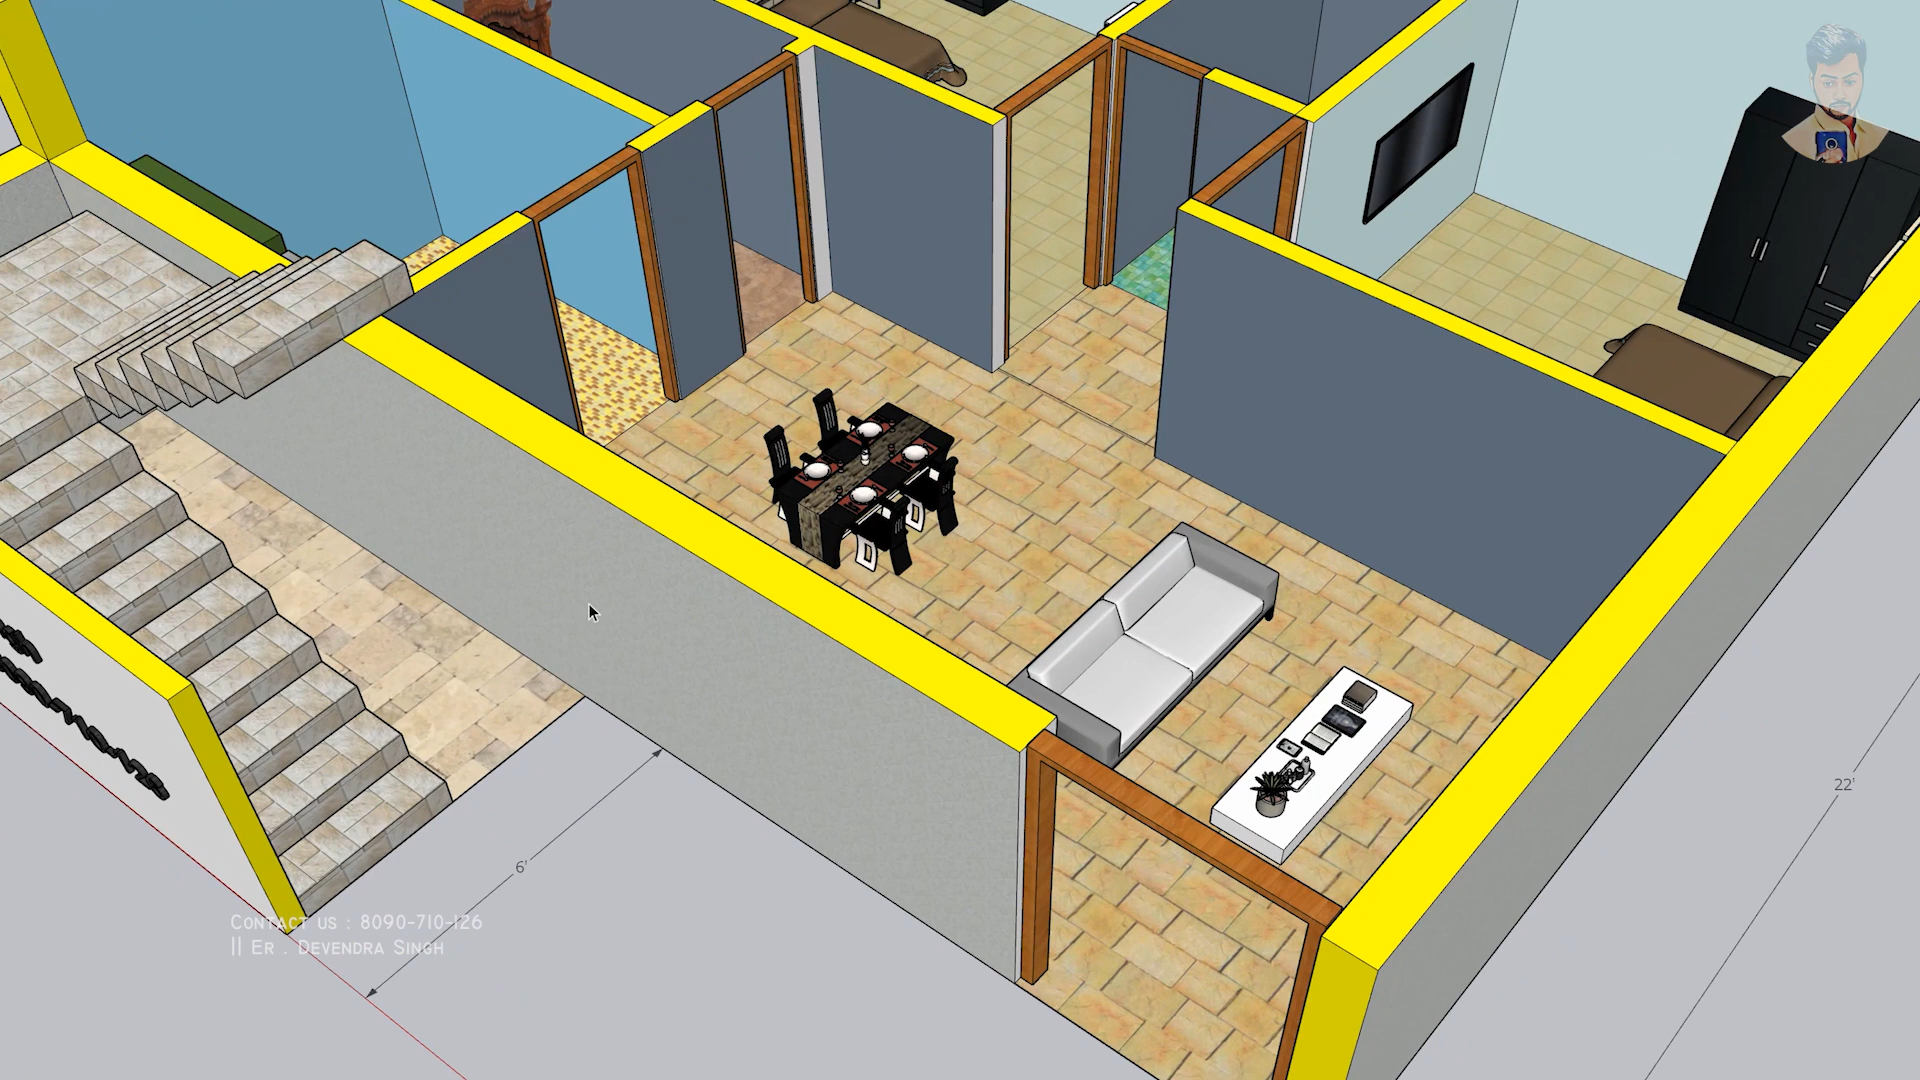 22'
6'
Contact us : 8090-710-126
|| Er . Devendra Singh